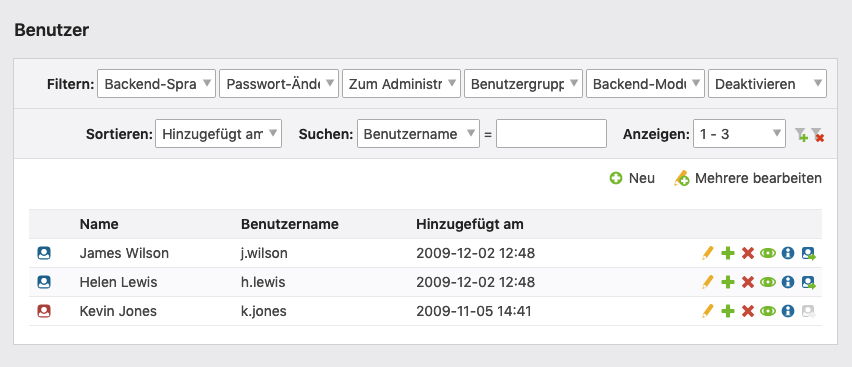 Benutzer
Filtern: Backend-Spra Passwort-Ände Zum Administr Benutzergrupp Backend-Modu Deaktivieren
Sortieren: Hinzugefügt am Suchen: Benutzername = Anzeigen: 1 - 3
Neu Mehrere bearbeiten
Name Benutzername Hinzugefügt am
James Wilson j.wilson 2009-12-02 12:48
Helen Lewis h.lewis 2009-12-02 12:48
Kevin Jones k.jones 2009-11-05 14:41